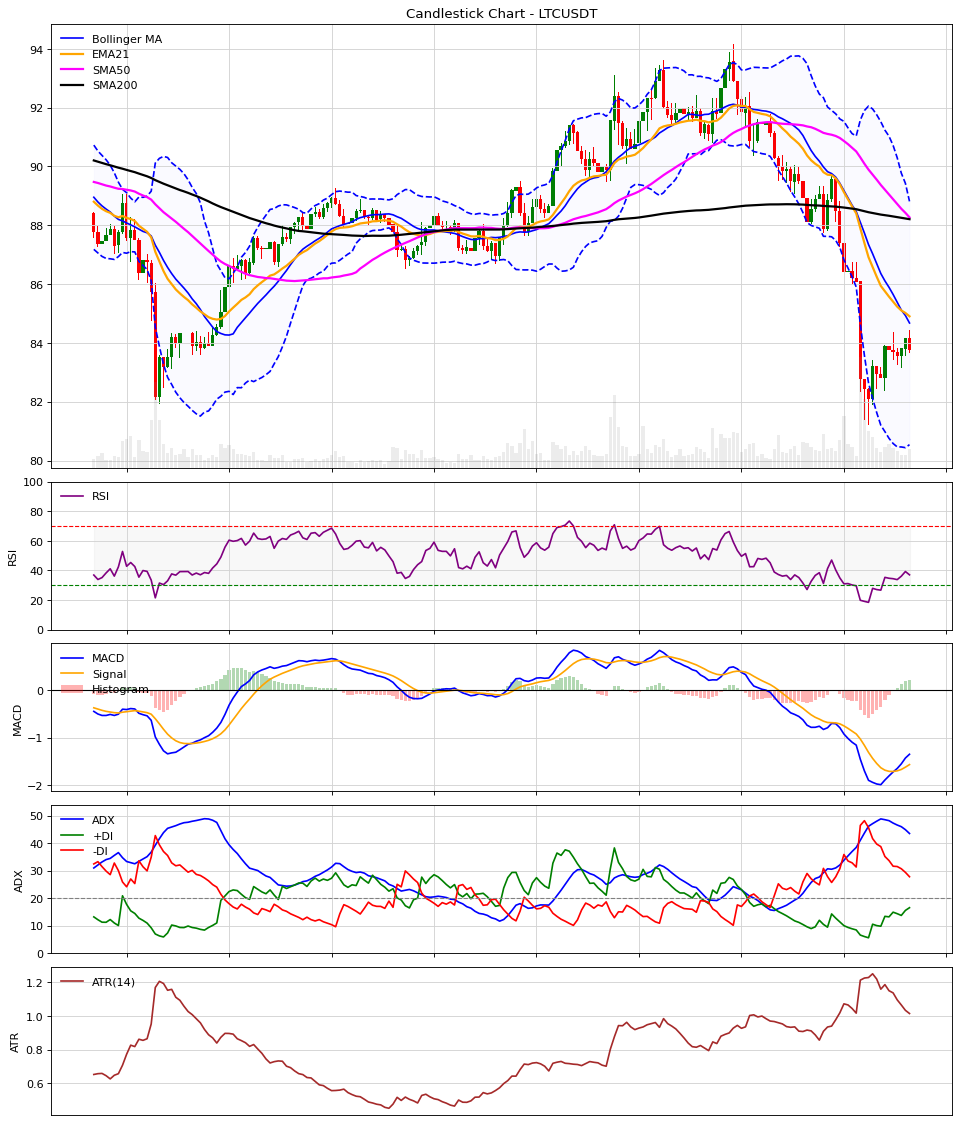 Candlestick Chart - LTCUSDT
Bollinger MA
EMA21
SMA50
SMA200
94
92
90
88
86
84
82
80
RSI
RSI
100
80
60
40
20
0
MACD
Signal
Histogram
MACD
0
−1
−2
ADX
+DI
-DI
ADX
50
40
30
20
10
0
ATR(14)
ATR
1.2
1.0
0.8
0.6